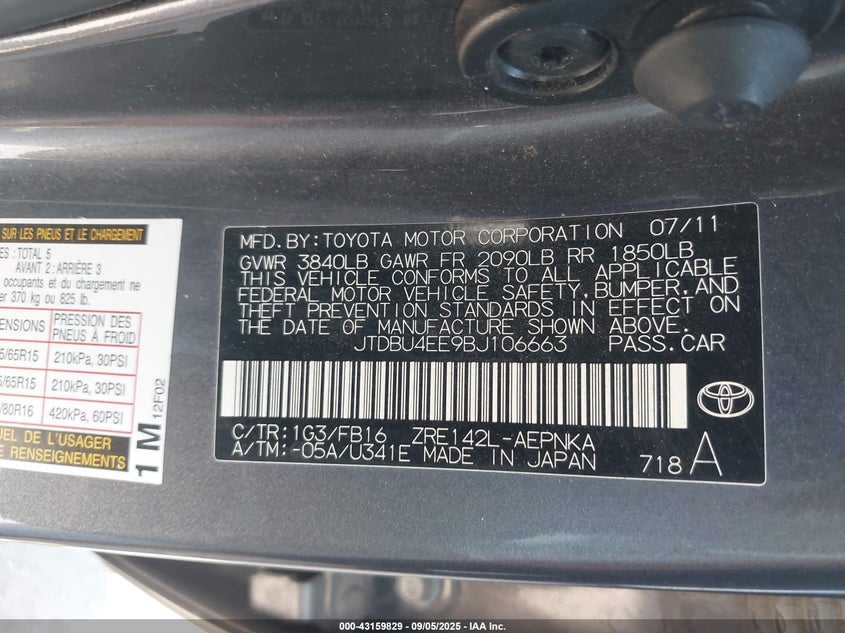 SUR LES PNEUS ET LE CHARGEMENT
ES : TOTAL 5
AVANT 2 : ARRIÈRE 3
occupants et du chargement ne
er 370 kg ou 825 lb.
PRESSION DES
PNEUS À FROID
5/65R15 210kPa, 30PSI
5/65R15 210kPa, 30PSI
/80R16 420kPa, 60PSI
UEL DE L'USAGER
DE RENSEIGNEMENTS
1 M 12F02
MFD. BY: TOYOTA MOTOR CORPORATION 07/11
GVWR 3840LB GAWR FR 2090LB RR 1850LB
THIS VEHICLE CONFORMS TO ALL APPLICABLE
FEDERAL MOTOR VEHICLE SAFETY, BUMPER, AND
THEFT PREVENTION STANDARDS IN EFFECT ON
THE DATE OF MANUFACTURE SHOWN ABOVE.
JTDBU4EE9BJ106663 PASS. CAR
C/TR: 1G3/FB16 ZRE142L-AEPNKA
A/TM: -05A/U341E MADE IN JAPAN 718 A
000-43159829 - 09/05/2025 - © IAA Inc.